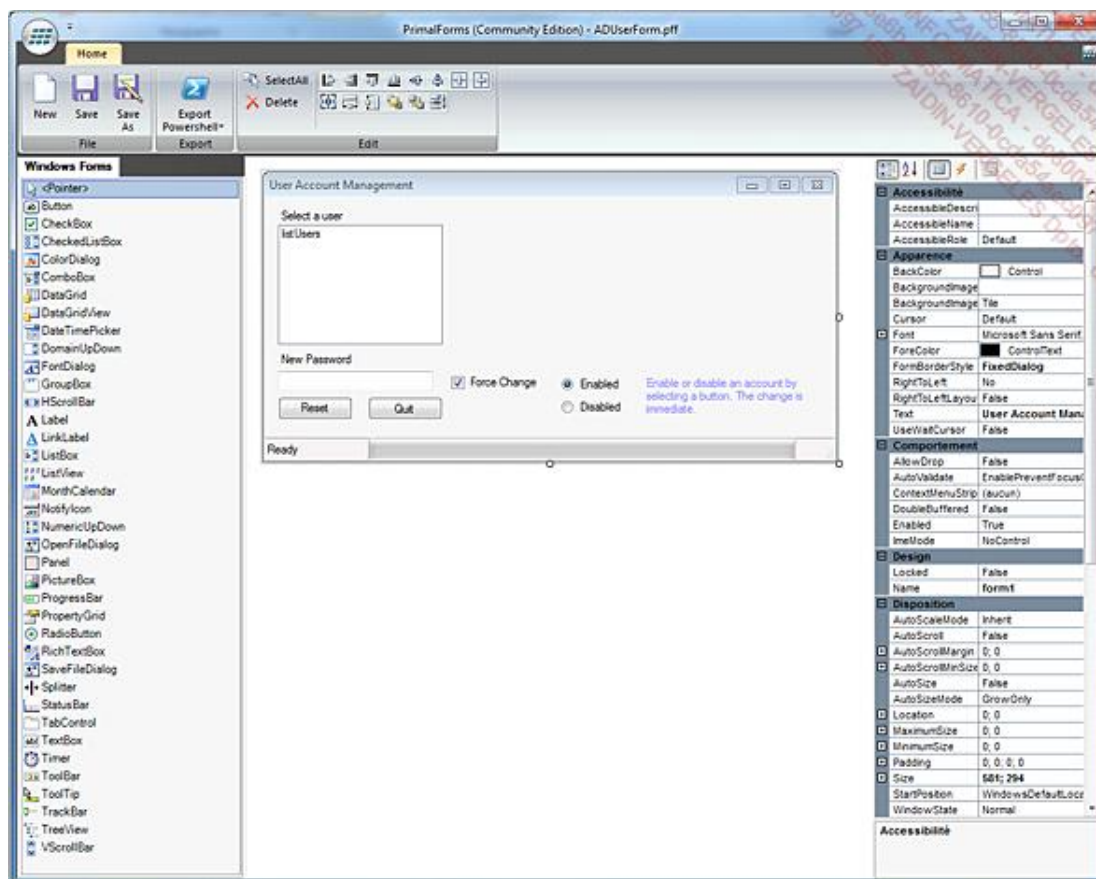 PrimalForms (Community Edition) - ADUserForm.pff
Home
New
Save
Save As
File
Export Powershell
Export
SelectAll
Delete
Edit
Windows Forms
<Pointer>
Button
CheckBox
CheckedListBox
ColorDialog
ComboBox
DataGrid
DataGridView
DateTimePicker
DomainUpDown
FontDialog
GroupBox
HScrollBar
Label
LinkLabel
ListBox
ListView
MonthCalendar
NotifyIcon
NumericUpDown
OpenFileDialog
Panel
PictureBox
ProgressBar
PropertyGrid
RadioButton
RichTextBox
SaveFileDialog
Splitter
StatusBar
TabControl
TextBox
Timer
ToolBar
ToolTip
TrackBar
TreeView
VScrollBar
User Account Management
Select a user
listUsers
New Password
Force Change
Enabled
Disabled
Enable or disable an account by
selecting a button. The change is
immediate.
Reset
Quit
Ready
Accessibilité
AccessibleDescri
AccessibleName
AccessibleRole Default
Apparence
BackColor Control
BackgroundImage
BackgroundImage Tile
Cursor Default
Font Microsoft Sans Serif
ForeColor ControlText
FormBorderStyle FixedDialog
RightToLeft No
RightToLeftLayou False
Text User Account Mana
UseWaitCursor False
Comportement
AllowDrop False
AutoValidate EnablePreventFocus
ContextMenuStrip (aucun)
DoubleBuffered False
Enabled True
ImeMode NoControl
Design
Locked False
Name form1
Disposition
AutoScaleMode Inherit
AutoScroll False
AutoScrollMargin 0; 0
AutoScrollMinSize 0; 0
AutoSize False
AutoSizeMode GrowOnly
Location 0; 0
MaximumSize 0; 0
MinimumSize 0; 0
Padding 0; 0; 0; 0
Size 581; 294
StartPosition WindowsDefaultLoca
WindowState Normal
Accessibilité